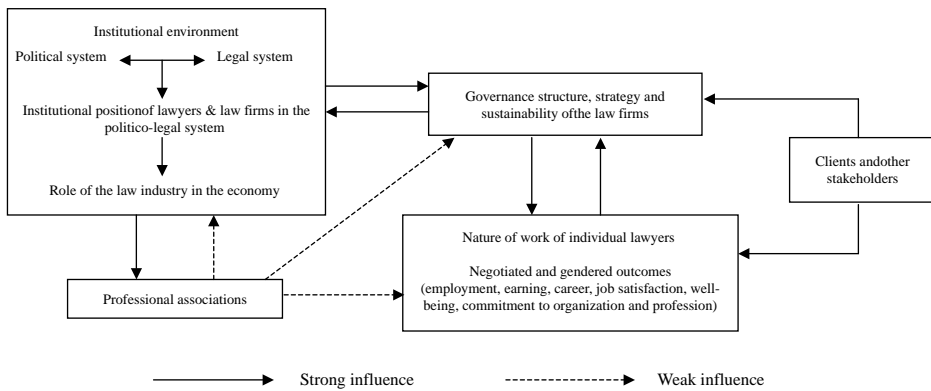 Institutional environment
Political system
Legal system
Institutional positionof lawyers & law firms in the
politico-legal system
Role of the law industry in the economy
Governance structure, strategy and
sustainability ofthe law firms
Clients andother
stakeholders
Nature of work of individual lawyers
Negotiated and gendered outcomes
(employment, earning, career, job satisfaction, well-
being, commitment to organization and profession)
Professional associations
Strong influence
Weak influence